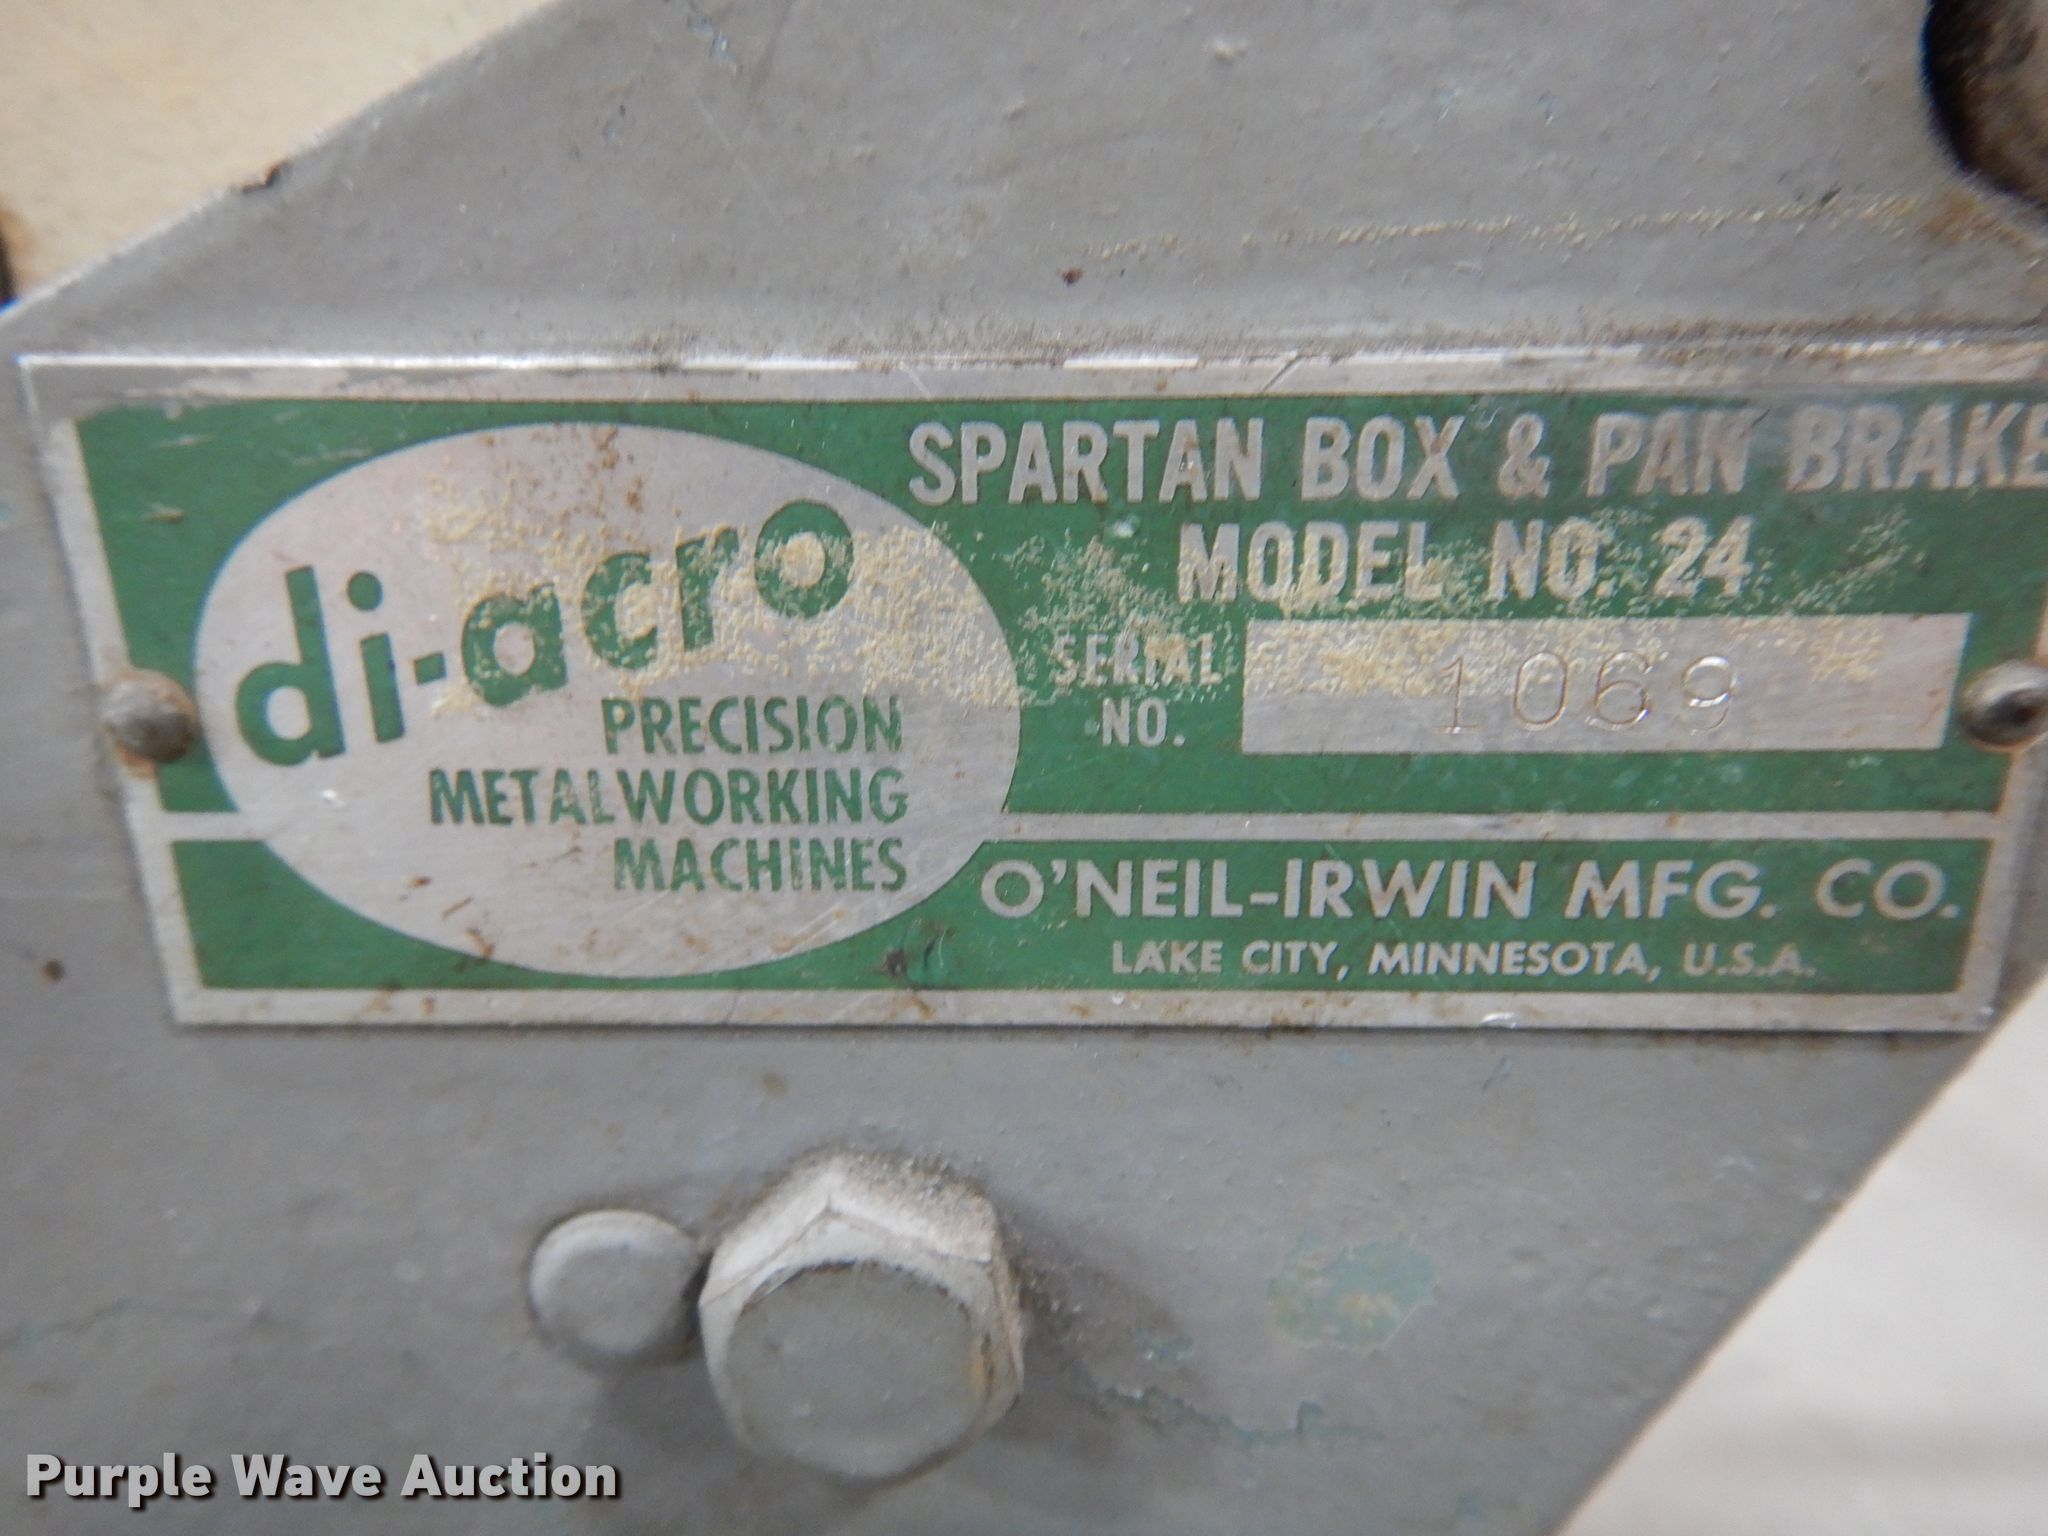 di-acro
PRECISION
METALWORKING
MACHINES
SPARTAN BOX & PAN BRAKE
MODEL NO. 24
SERIAL
NO.
1069
O'NEIL-IRWIN MFG. CO.
LAKE CITY, MINNESOTA, U.S.A.
Purple Wave Auction